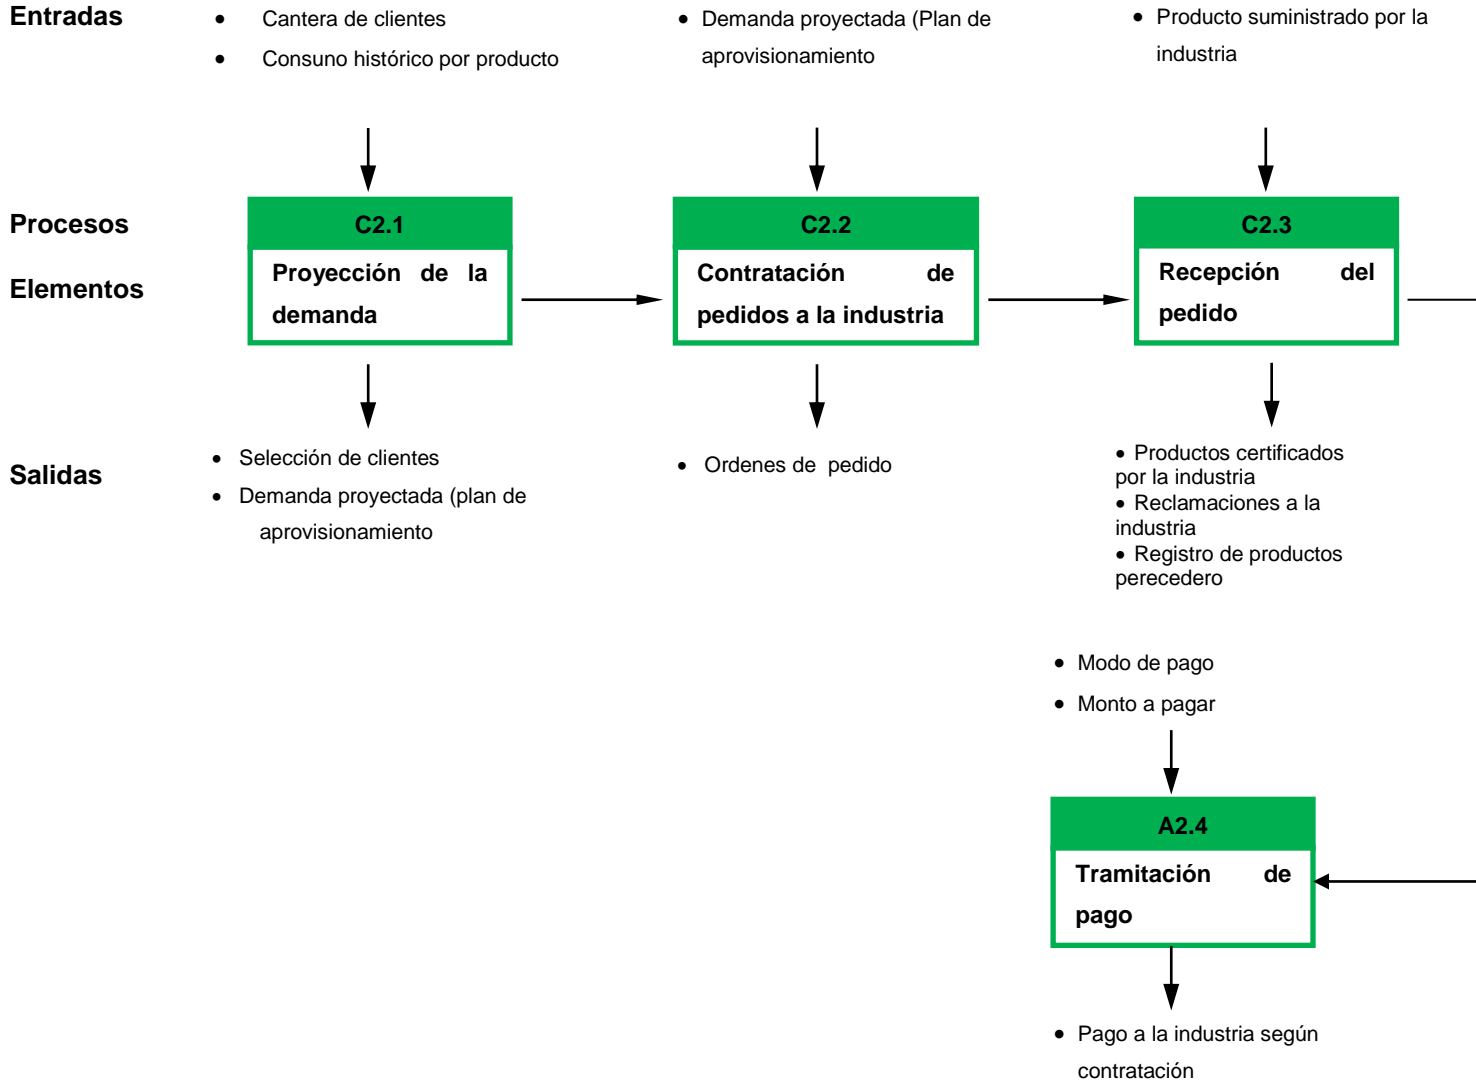 Entradas
• Cantera de clientes
• Consuno histórico por producto
• Demanda proyectada (Plan de
aprovisionamiento
• Producto suministrado por la
industria
Procesos
Elementos
C2.1
Proyección de la
demanda
C2.2
Contratación de
pedidos a la industria
C2.3
Recepción del
pedido
Salidas
• Selección de clientes
• Demanda proyectada (plan de
aprovisionamiento
• Ordenes de pedido
• Productos certificados
por la industria
• Reclamaciones a la
industria
• Registro de productos
perecedero
• Modo de pago
• Monto a pagar
A2.4
Tramitación de
pago
• Pago a la industria según
contratación